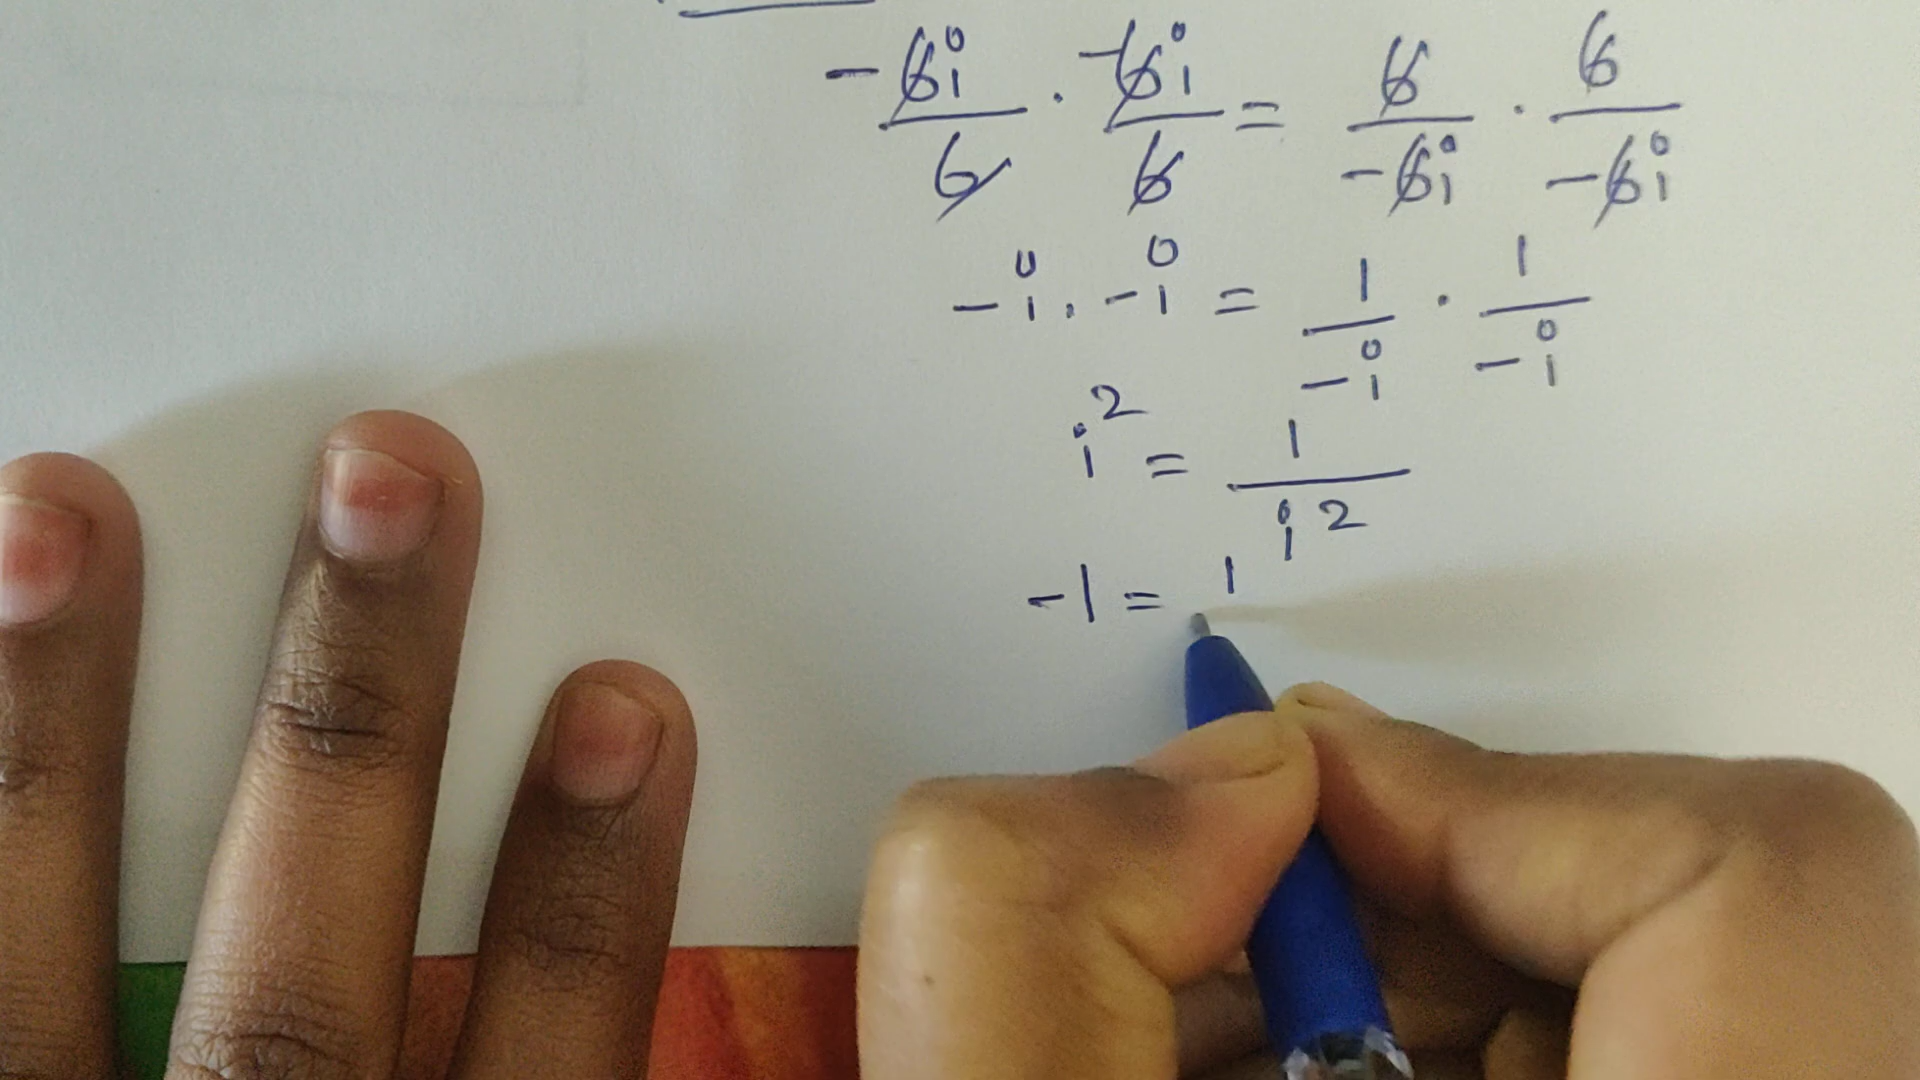 -6i/6 · -6i/6 = 6/-6i · 6/-6i
-i . -i = 1/-i · 1/-i
i² = 1/i²
-1 = 1